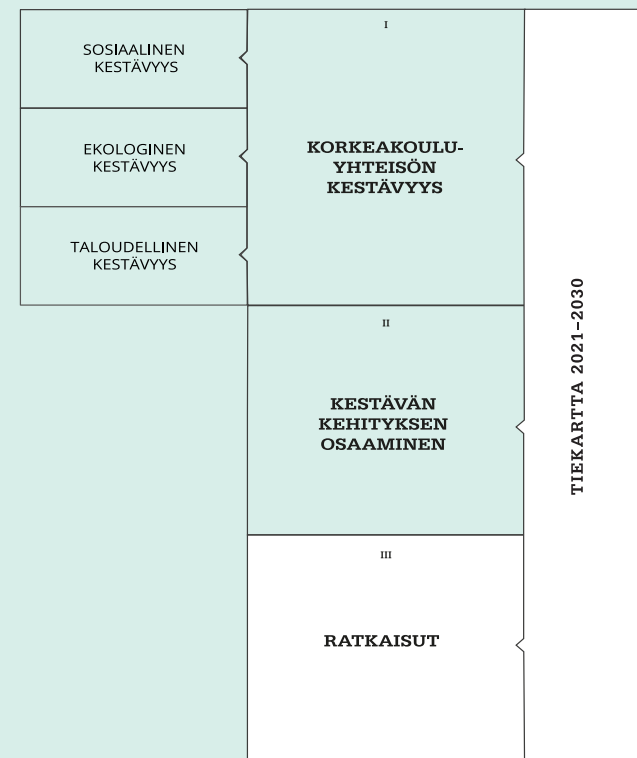 SOSIAALINEN
KESTÄVYYS
EKOLOGINEN
KESTÄVYYS
TALOUDELLINEN
KESTÄVYYS
I
KORKEAKOULU-
YHTEISÖN
KESTÄVYYS
II
KESTÄVÄN
KEHITYKSEN
OSAAMINEN
III
RATKAISUT
TIEKARTTA 2021–2030